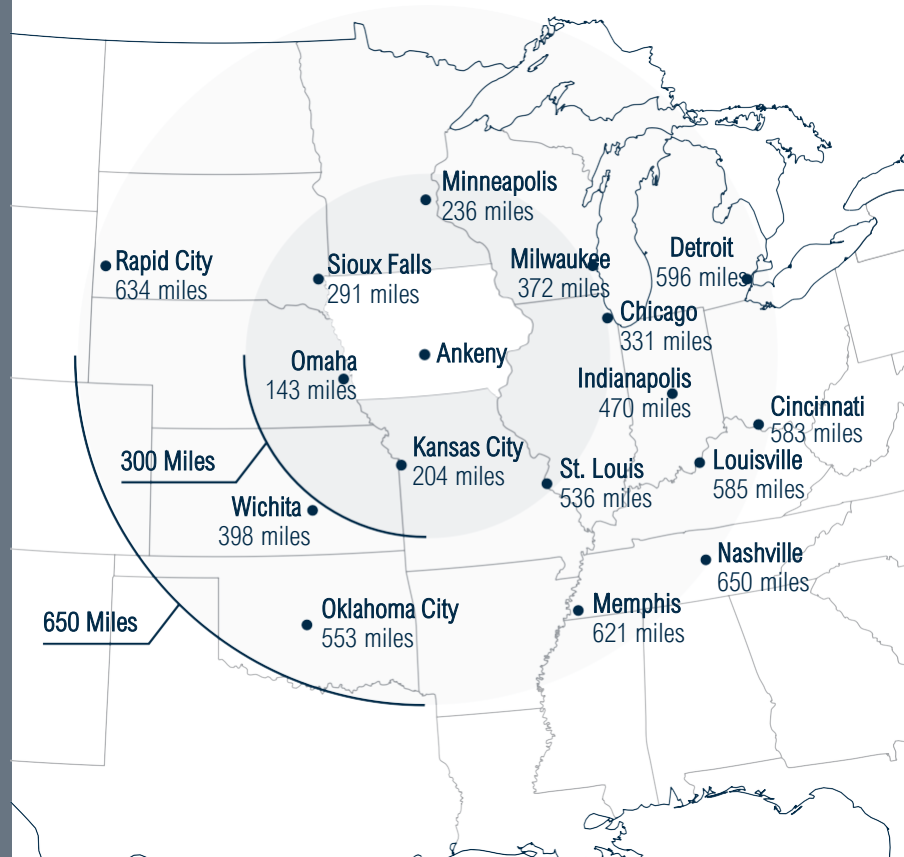 Minneapolis
236 miles
Rapid City
634 miles
Sioux Falls
291 miles
Milwaukee
372 miles
Detroit
596 miles
Chicago
331 miles
Ankeny
Omaha
143 miles
Indianapolis
470 miles
Cincinnati
583 miles
300 Miles
Kansas City
204 miles
St. Louis
536 miles
Louisville
585 miles
Wichita
398 miles
Nashville
650 miles
650 Miles
Oklahoma City
553 miles
Memphis
621 miles